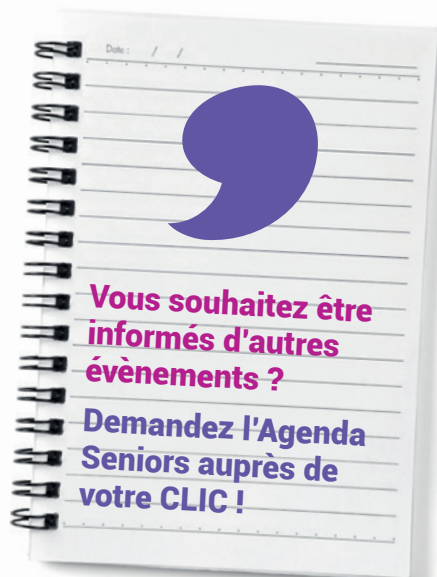 Date : / /
Vous souhaitez être
informés d'autres
évènements ?
Demandez l'Agenda
Seniors auprès de
votre CLIC !